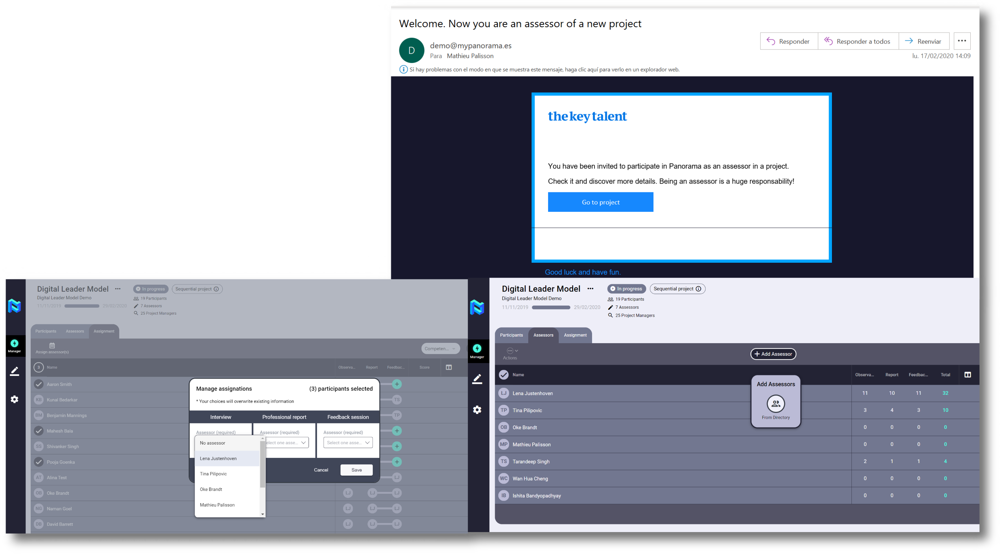 Welcome. Now you are an assessor of a new project
D
demo@mypanorama.es
Para Mathieu Palisson
Responder
Responder a todos
Reenviar
lu. 17/02/2020 14:09
Si hay problemas con el modo en que se muestra este mensaje, haga clic aquí para verlo en un explorador web.
the key talent
You have been invited to participate in Panorama as an assessor in a project.
Check it and discover more details. Being an assessor is a huge responsability!
Go to project
Good luck and have fun.
Digital Leader Model
Digital Leader Model Demo
11/11/2019 29/02/2020
In progress
Sequential project
19 Participants
7 Assessors
25 Project Managers
Manager
Participants Assessors Assignment
Assign assessor(s)
Competen...
3 Name Observa... Report Feedbac... Score
Aaron Smith
KB Kunal Bedarkar TS
BM Benjamin Mannings TP
Mahesh Bala
SS Shivanker Singh
Pooja Goenka
AT Alina Test LJ
OB Oke Brandt LJ LJ LJ
NG Naman Goel LJ LJ LJ
DB David Barrett LJ LJ LJ
Manage assignations (3) participants selected
* Your choices will overwrite existing information
Interview Professional report Feedback session
Assessor (required) Assessor (required) Assessor (required)
elect one asse... Select one asse...
No assessor
Lena Justenhoven
Tina Pilipovic
Oke Brandt
Mathieu Palisson
Cancel Save
Digital Leader Model
Digital Leader Model Demo
11/11/2019 29/02/2020
In progress
Sequential project
19 Participants
7 Assessors
25 Project Managers
Manager
Participants Assessors Assignment
Actions
+ Add Assessor
Name Observa... Report Feedbac... Total
Add Assessors
From Directory
LJ Lena Justenhoven 11 10 11 32
TP Tina Pilipovic 3 4 3 10
OB Oke Brandt 0 0 0 0
MP Mathieu Palisson 0 0 0 0
TS Tarandeep Singh 2 1 1 4
WC Wan Hua Cheng 0 0 0 0
IB Ishita Bandyopadhyay 0 0 0 0